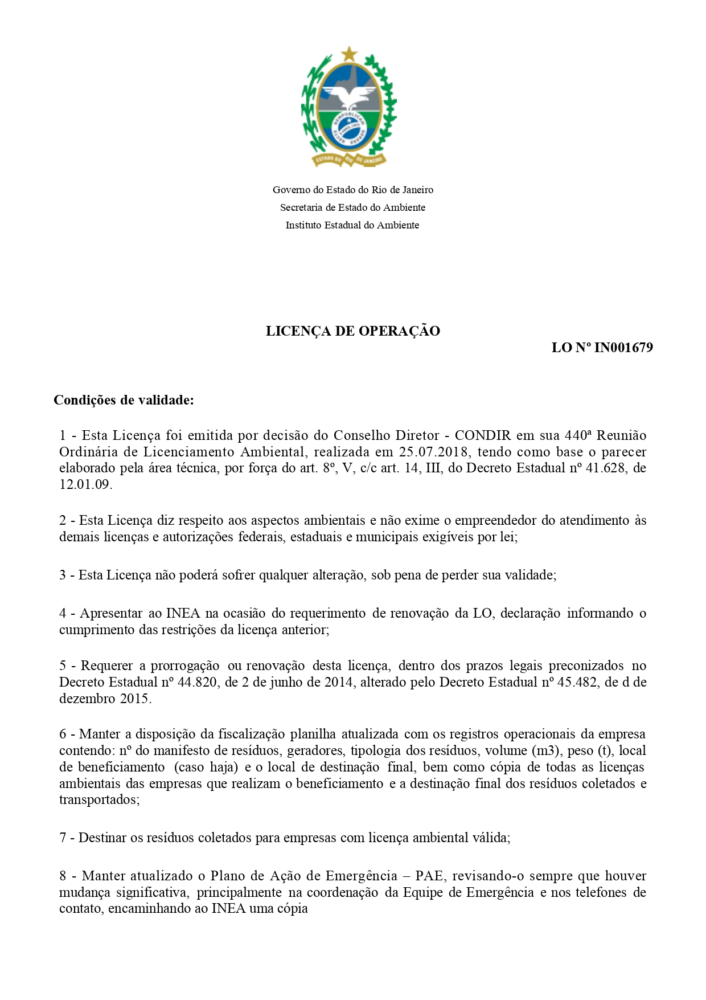 RECTE REMPUBLICAM GERERE
9 ABRIL 1892
ESTADO DO RIO DE JANEIRO
Governo do Estado do Rio de Janeiro
Secretaria de Estado do Ambiente
Instituto Estadual do Ambiente
LICENÇA DE OPERAÇÃO
LO Nº IN001679
Condições de validade:
1 - Esta Licença foi emitida por decisão do Conselho Diretor - CONDIR em sua 440ª Reunião
Ordinária de Licenciamento Ambiental, realizada em 25.07.2018, tendo como base o parecer
elaborado pela área técnica, por força do art. 8º, V, c/c art. 14, III, do Decreto Estadual nº 41.628, de
12.01.09.
2 - Esta Licença diz respeito aos aspectos ambientais e não exime o empreendedor do atendimento às
demais licenças e autorizações federais, estaduais e municipais exigíveis por lei;
3 - Esta Licença não poderá sofrer qualquer alteração, sob pena de perder sua validade;
4 - Apresentar ao INEA na ocasião do requerimento de renovação da LO, declaração informando o
cumprimento das restrições da licença anterior;
5 - Requerer a prorrogação ou renovação desta licença, dentro dos prazos legais preconizados no
Decreto Estadual nº 44.820, de 2 de junho de 2014, alterado pelo Decreto Estadual nº 45.482, de d de
dezembro 2015.
6 - Manter a disposição da fiscalização planilha atualizada com os registros operacionais da empresa
contendo: nº do manifesto de resíduos, geradores, tipologia dos resíduos, volume (m3), peso (t), local
de beneficiamento (caso haja) e o local de destinação final, bem como cópia de todas as licenças
ambientais das empresas que realizam o beneficiamento e a destinação final dos resíduos coletados e
transportados;
7 - Destinar os resíduos coletados para empresas com licença ambiental válida;
8 - Manter atualizado o Plano de Ação de Emergência – PAE, revisando-o sempre que houver
mudança significativa, principalmente na coordenação da Equipe de Emergência e nos telefones de
contato, encaminhando ao INEA uma cópia